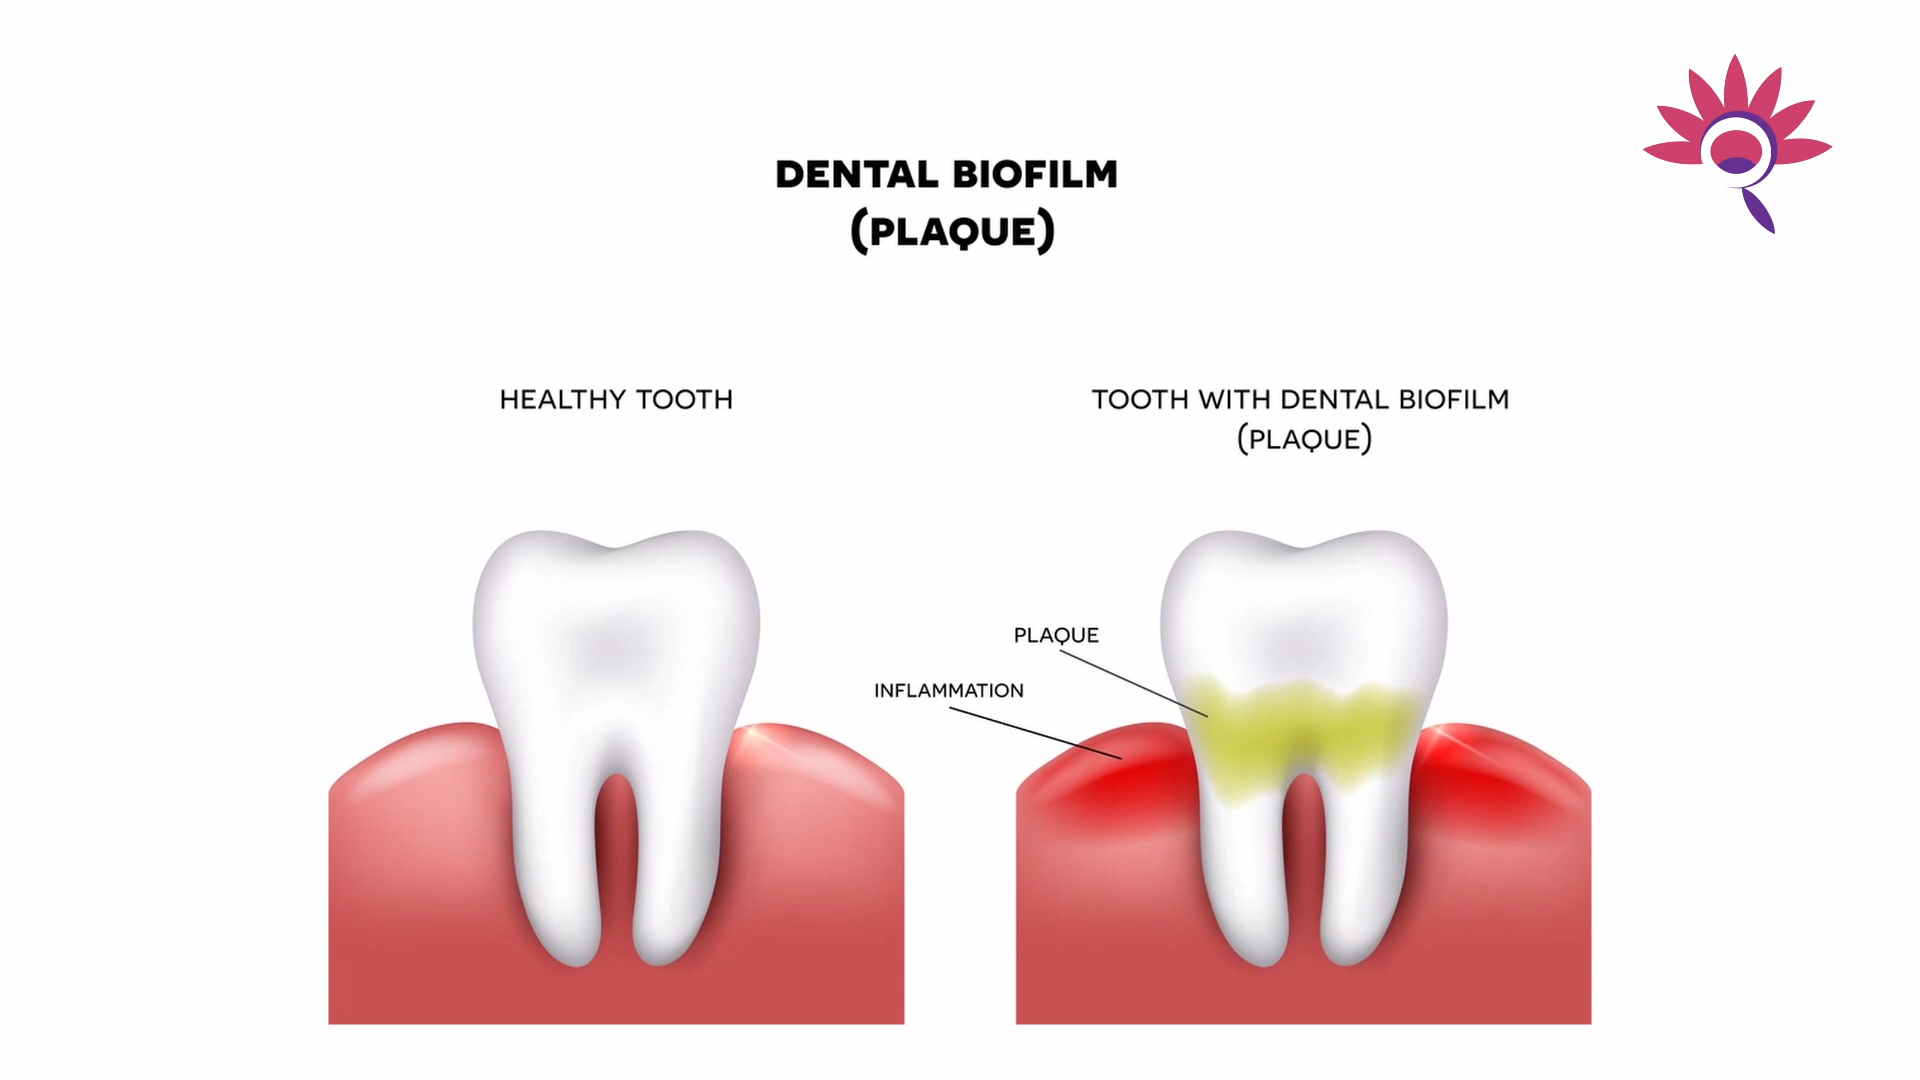 DENTAL BIOFILM
(PLAQUE)
HEALTHY TOOTH
TOOTH WITH DENTAL BIOFILM
(PLAQUE)
PLAQUE
INFLAMMATION